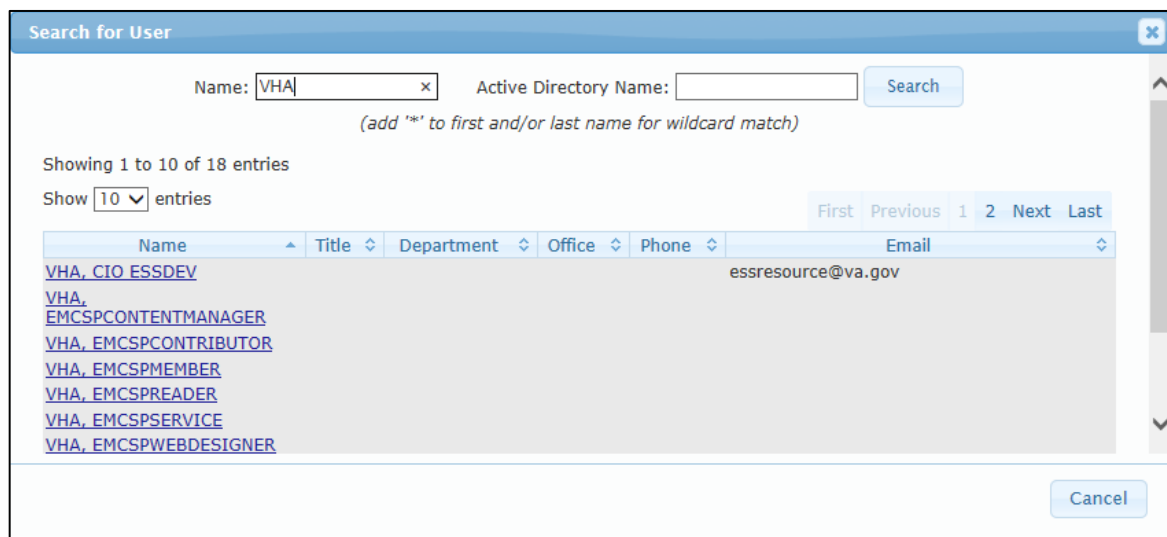 Search for User
Name: VHA × Active Directory Name: Search
(add '*' to first and/or last name for wildcard match)
Showing 1 to 10 of 18 entries
Show 10 entries
First Previous 1 2 Next Last
Name Title Department Office Phone Email
VHA, CIO ESSDEV essresource@va.gov
VHA,
EMCSPCONTENTMANAGER
VHA, EMCSPCONTRIBUTOR
VHA, EMCSPMEMBER
VHA, EMCSPREADER
VHA, EMCSPSERVICE
VHA, EMCSPWEBDESIGNER
Cancel